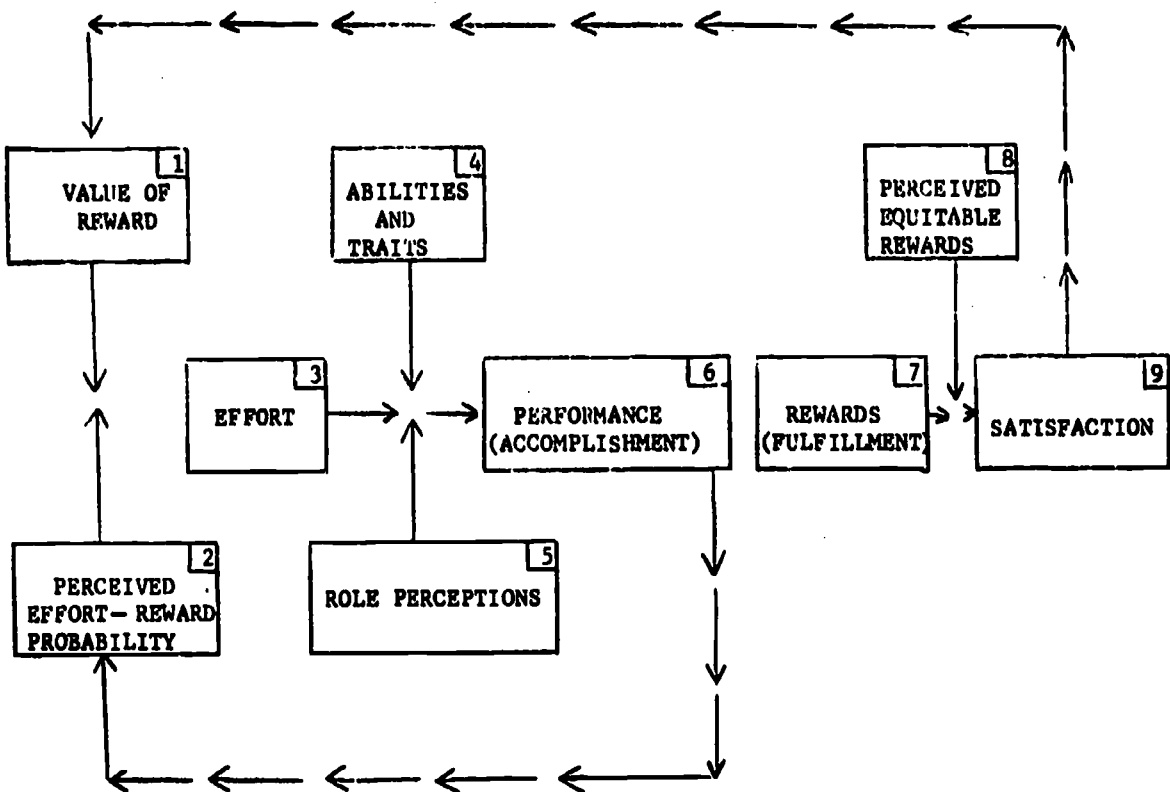 1
VALUE OF
REWARD
4
ABILITIES
AND
TRAITS
8
PERCEIVED
EQUITABLE
REWARDS
3
EFFORT
6
PERFORMANCE
(ACCOMPLISHMENT)
7
REWARDS
(FULFILLMENT)
9
SATISFACTION
2
PERCEIVED
EFFORT-REWARD
PROBABILITY
5
ROLE PERCEPTIONS